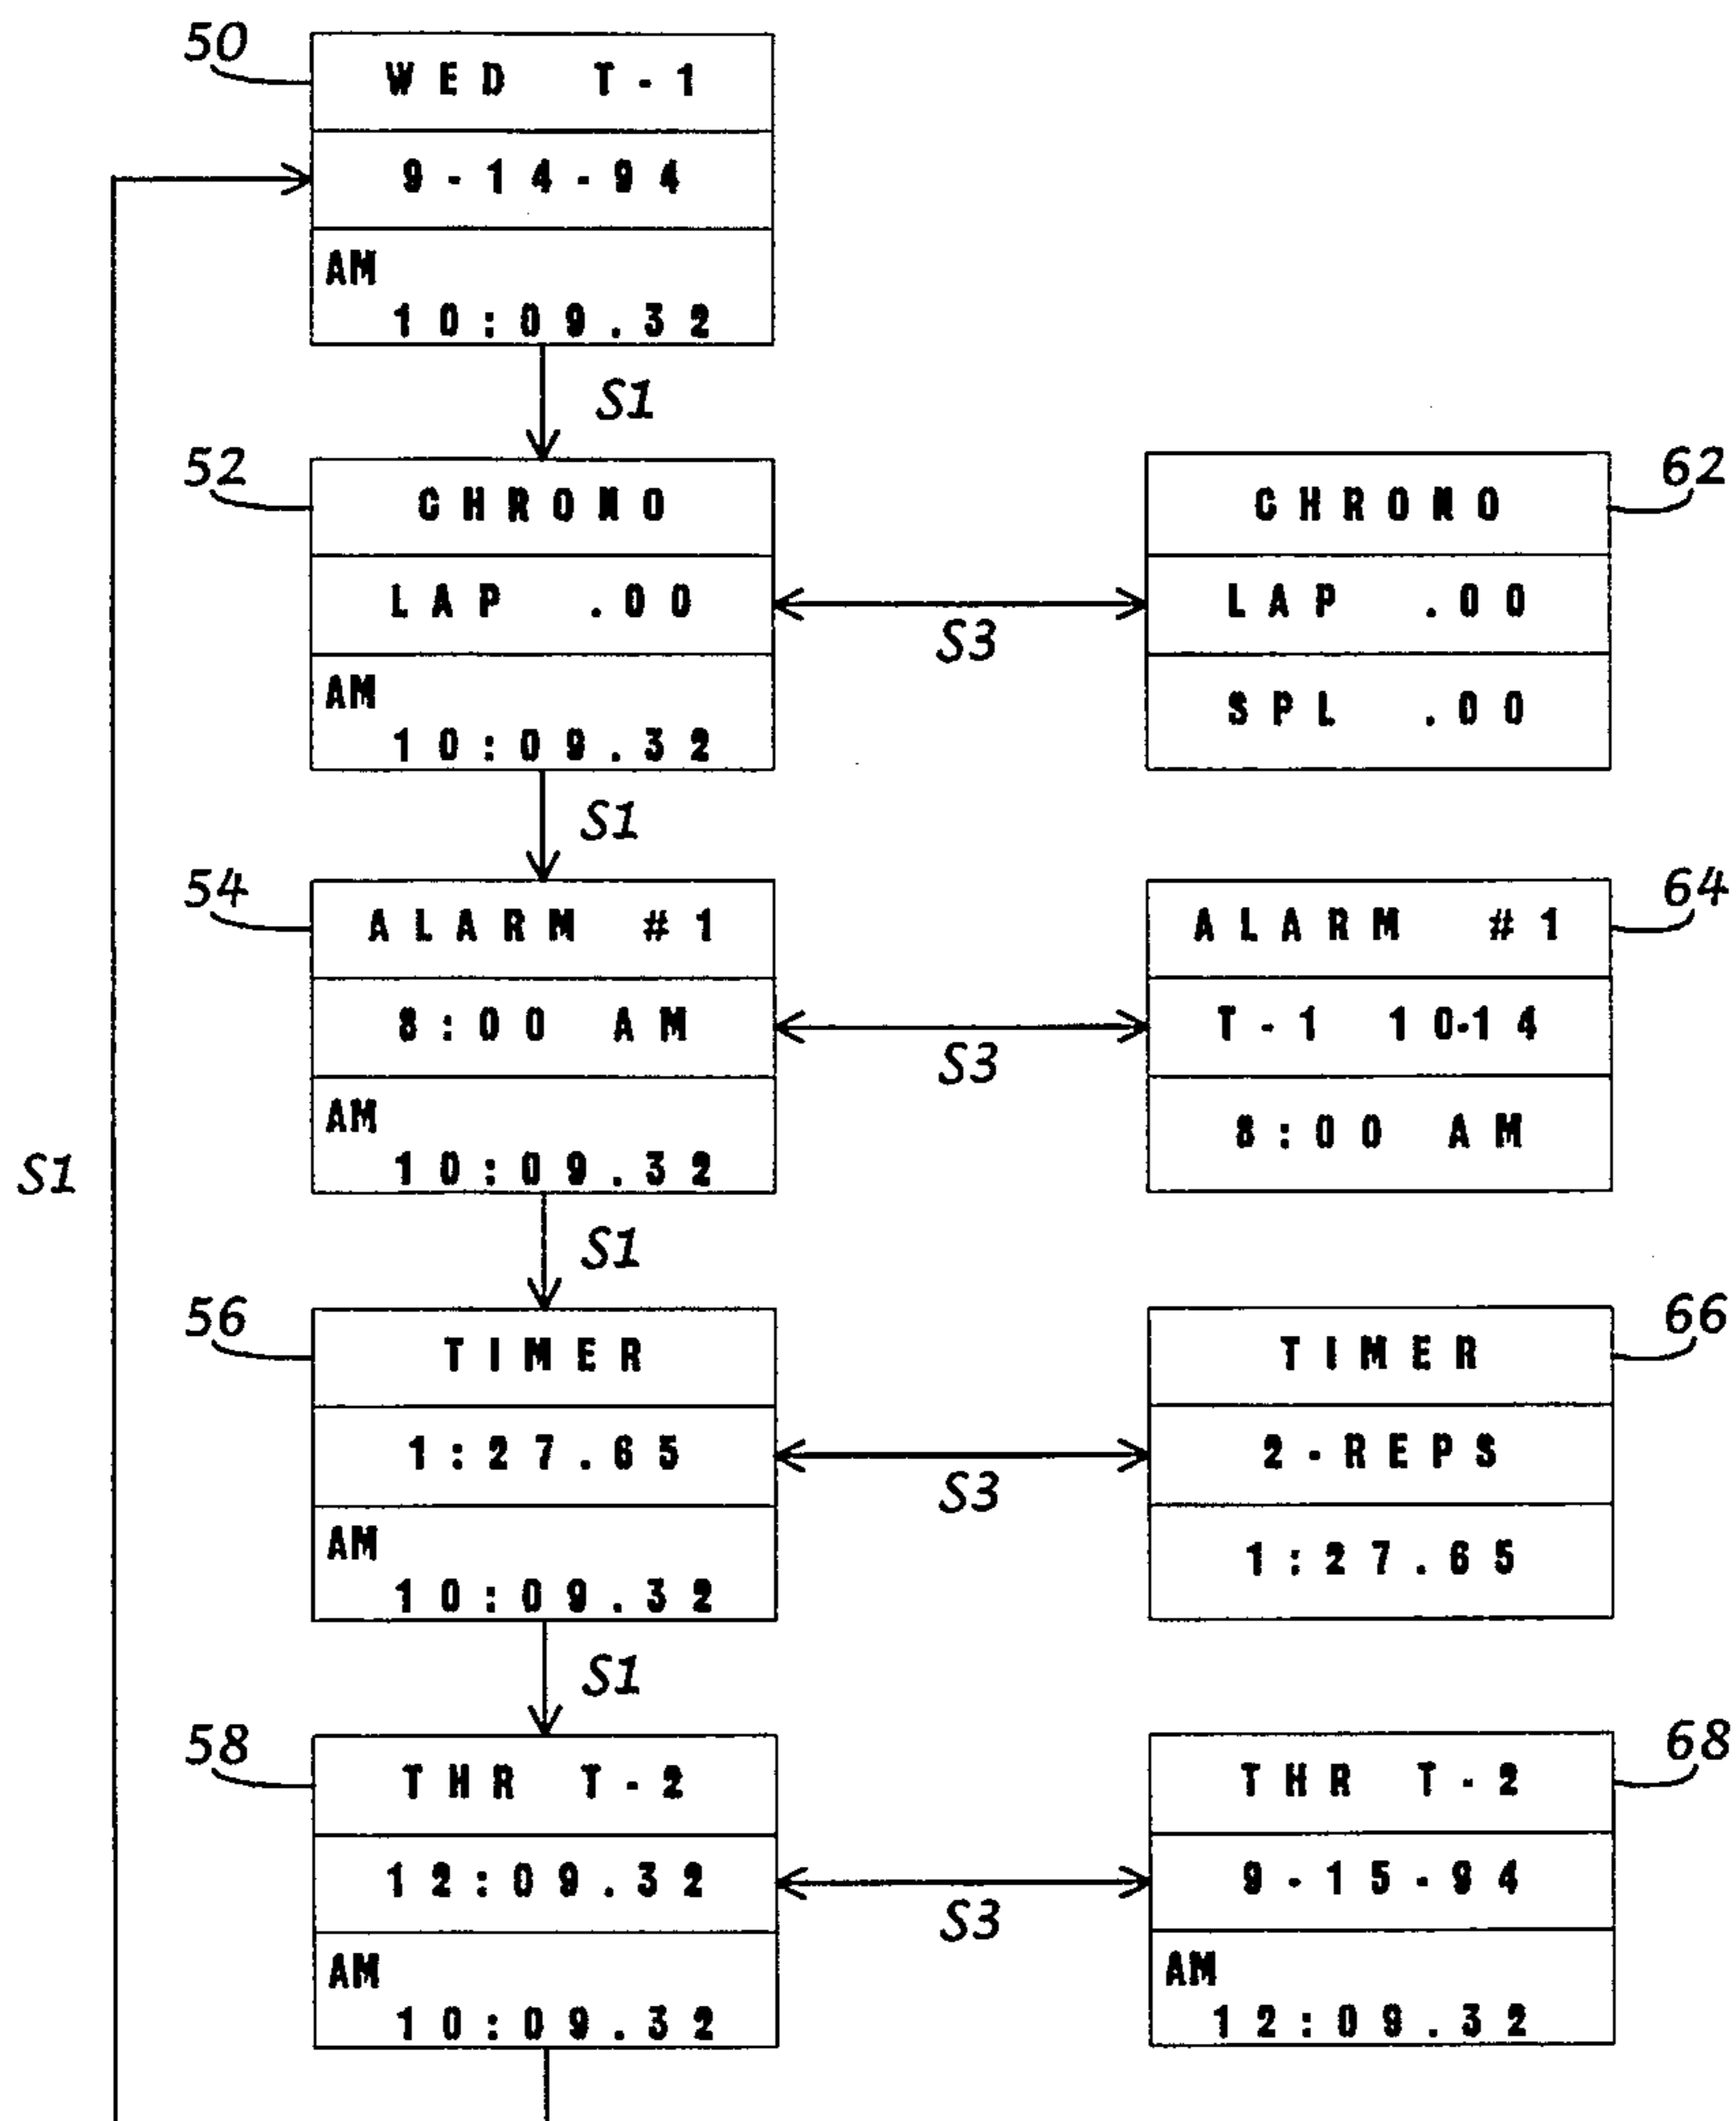 50
WED T-1
9-14-94
AM
10:09.32
S1
52
CHRONO
LAP .00
AM
10:09.32
S3
62
CHRONO
LAP .00
SPL .00
S1
54
ALARM #1
8:00 AM
AM
10:09.32
S3
64
ALARM #1
T-1 10-14
8:00 AM
S1
S1
56
TIMER
1:27.65
AM
10:09.32
S3
66
TIMER
2-REPS
1:27.65
S1
58
THR T-2
12:09.32
AM
10:09.32
S3
68
THR T-2
9-15-94
AM
12:09.32